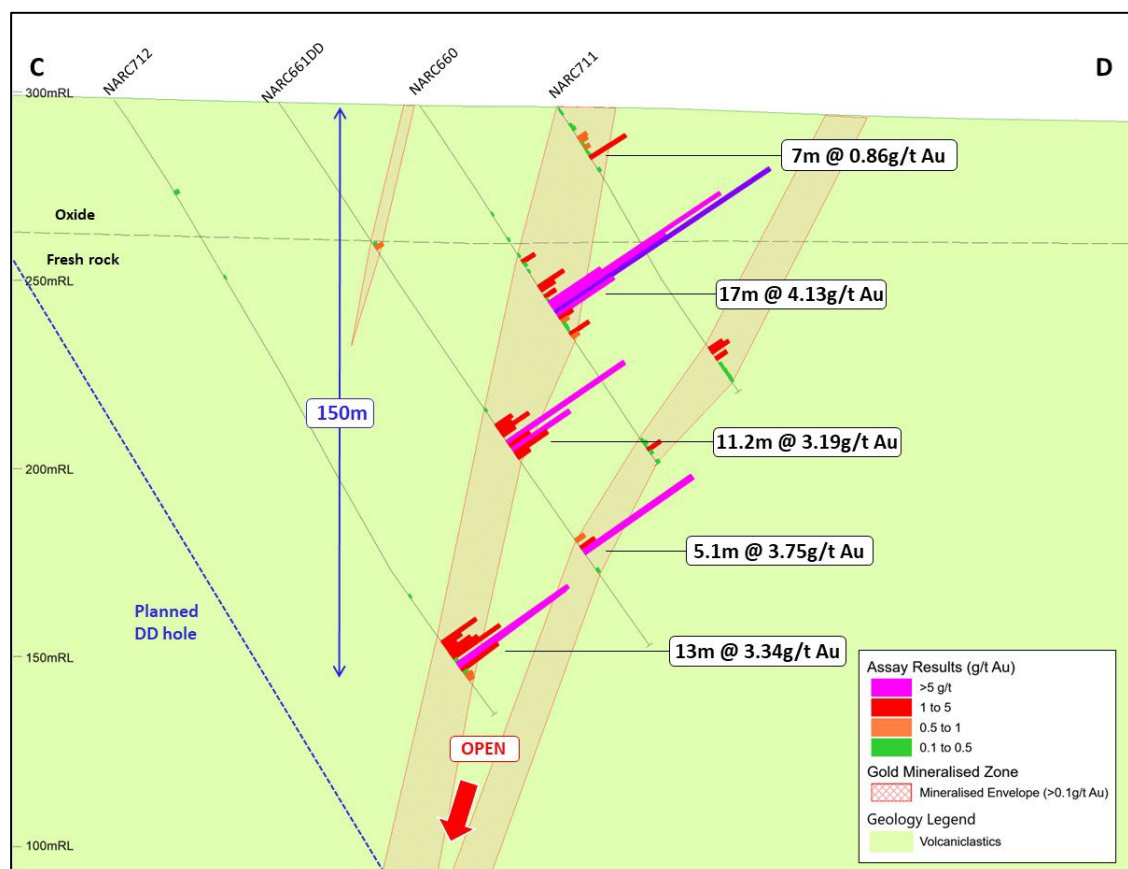 C
NARC712
NARC661DD
NARC660
NARC711
D
300mRL
7m @ 0.86g/t Au
Oxide
Fresh rock
250mRL
17m @ 4.13g/t Au
150m
11.2m @ 3.19g/t Au
200mRL
5.1m @ 3.75g/t Au
Planned
DD hole
13m @ 3.34g/t Au
150mRL
OPEN
100mRL
Assay Results (g/t Au)
>5 g/t
1 to 5
0.5 to 1
0.1 to 0.5
Gold Mineralised Zone
Mineralised Envelope (>0.1g/t Au)
Geology Legend
Volcaniclastics